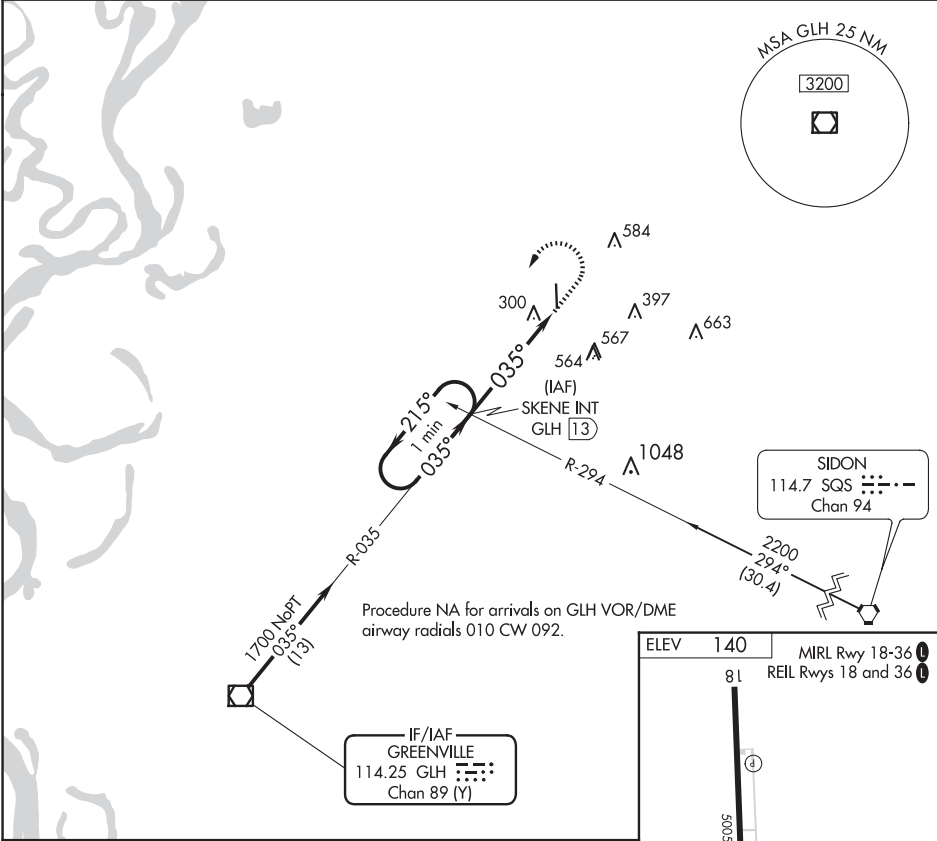 MSA GLH 25 NM
3200
584
300
397
663
567
564
035°
(IAF)
SKENE INT
GLH 13
215°
1 min
035°
R-294
1048
SIDON
114.7 SQS
Chan 94
2200
294°
(30.4)
R-035
1700 NoPT
035°
(13)
Procedure NA for arrivals on GLH VOR/DME
airway radials 010 CW 092.
IF/IAF
GREENVILLE
114.25 GLH
Chan 89 (Y)
ELEV 140
MIRL Rwy 18-36 L
REIL Rwys 18 and 36 L
18
P
5005